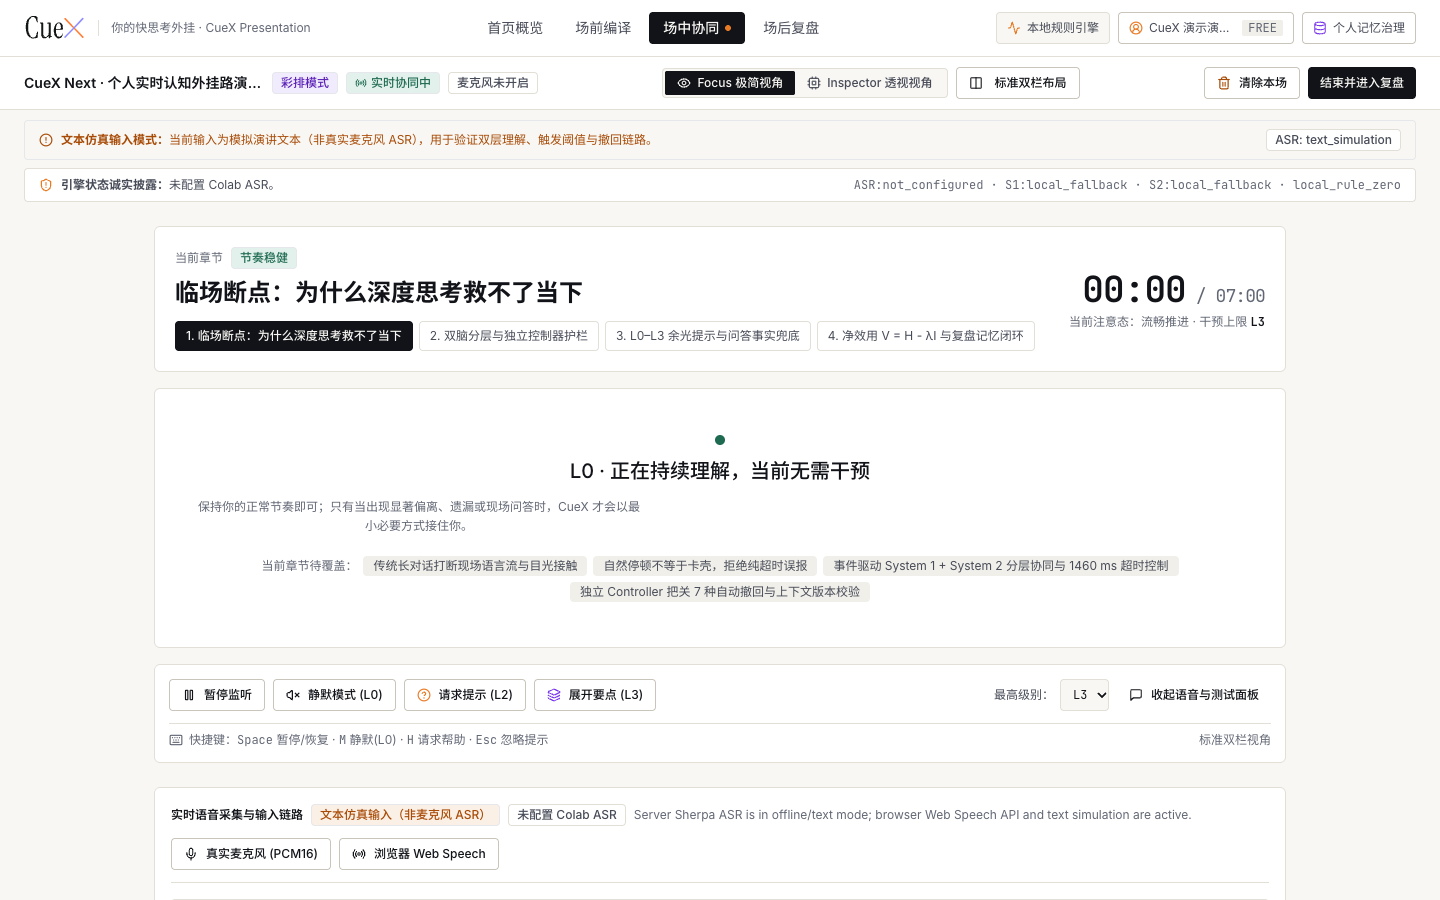 CueX
你的快思考外挂 · CueX Presentation
首页概览
场前编译
场中协同
场后复盘
本地规则引擎
CueX 演示演... FREE
个人记忆治理
CueX Next · 个人实时认知外挂路演...
彩排模式
实时协同中
麦克风未开启
Focus 极简视角
Inspector 透视视角
标准双栏布局
清除本场
结束并进入复盘
文本仿真输入模式：当前输入为模拟演讲文本（非真实麦克风 ASR），用于验证双层理解、触发阈值与撤回链路。
ASR: text_simulation
引擎状态诚实披露：未配置 Colab ASR。
ASR:not_configured · S1:local_fallback · S2:local_fallback · local_rule_zero
当前章节
节奏稳健
临场断点：为什么深度思考救不了当下
00:00 / 07:00
当前注意态：流畅推进 · 干预上限 L3
1. 临场断点：为什么深度思考救不了当下
2. 双脑分层与独立控制器护栏
3. L0–L3 余光提示与问答事实兜底
4. 净效用 V = H - λI 与复盘记忆闭环
L0 · 正在持续理解，当前无需干预
保持你的正常节奏即可；只有当出现显著偏离、遗漏或现场问答时，CueX 才会以最
小必要方式接住你。
当前章节待覆盖：
传统长对话打断现场语言流与目光接触
自然停顿不等于卡壳，拒绝纯超时误报
事件驱动 System 1 + System 2 分层协同与 1460 ms 超时控制
独立 Controller 把关 7 种自动撤回与上下文版本校验
暂停监听
静默模式 (L0)
请求提示 (L2)
展开要点 (L3)
最高级别：
L3
收起语音与测试面板
快捷键：Space 暂停/恢复 · M 静默(L0) · H 请求帮助 · Esc 忽略提示
标准双栏视角
实时语音采集与输入链路
文本仿真输入（非麦克风 ASR）
未配置 Colab ASR
Server Sherpa ASR is in offline/text mode; browser Web Speech API and text simulation are active.
真实麦克风 (PCM16)
浏览器 Web Speech